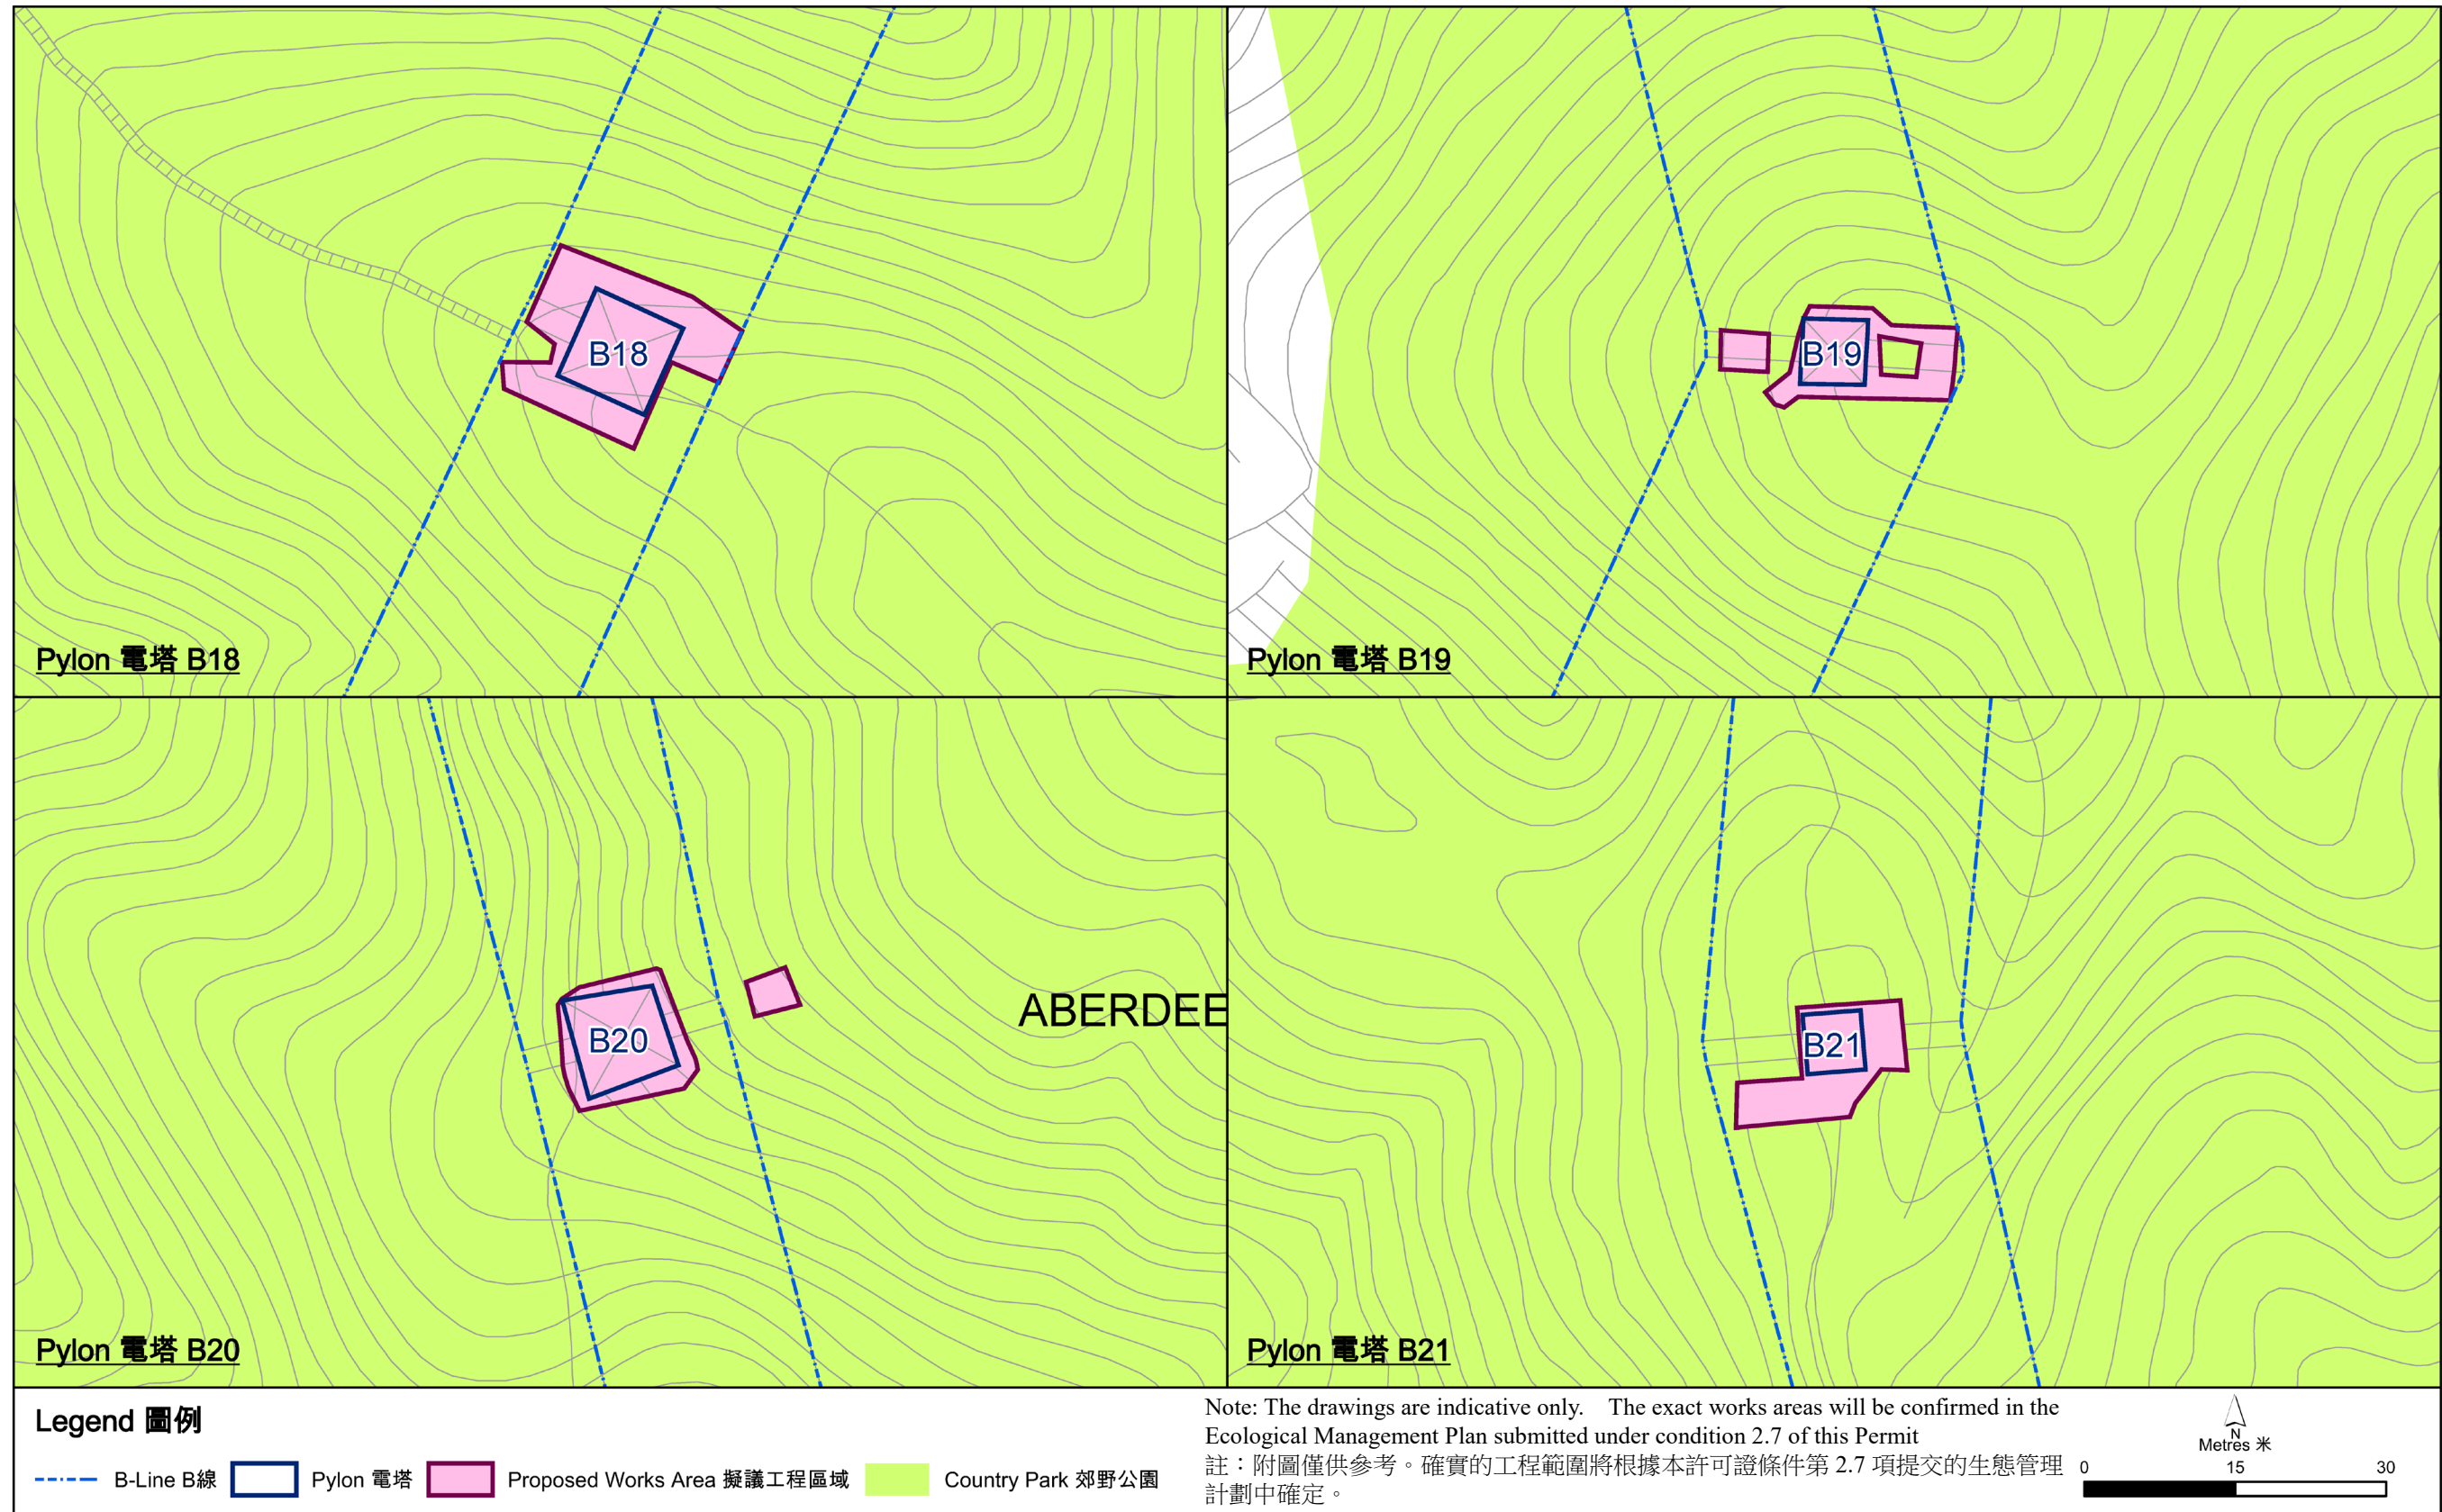 B18
Pylon 電塔 B18
B19
Pylon 電塔 B19
B20
ABERDEE
Pylon 電塔 B20
B21
Pylon 電塔 B21
Legend 圖例
B-Line B線
Pylon 電塔
Proposed Works Area 擬議工程區域
Country Park 郊野公園
Note: The drawings are indicative only. The exact works areas will be confirmed in the
Ecological Management Plan submitted under condition 2.7 of this Permit
註：附圖僅供參考。確實的工程範圍將根據本許可證條件第 2.7 項提交的生態管理
計劃中確定。
N
Metres 米
0 15 30